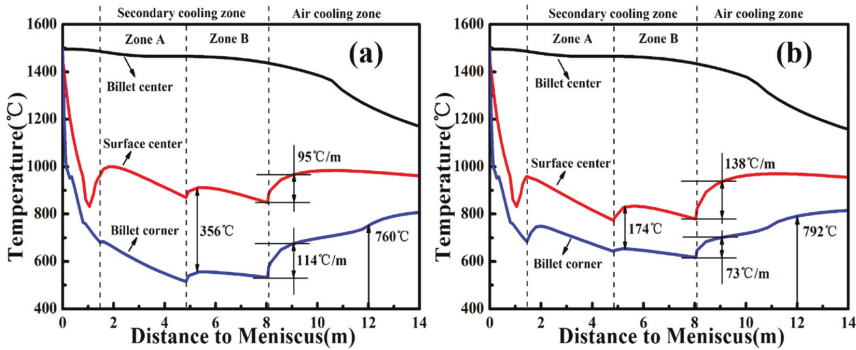 Secondary cooling zone
Air cooling zone
Zone A
Zone B
(a)
Billet center
Surface center
Billet corner
95℃/m
356℃
114℃/m
760℃
Temperature(℃)
1600
1400
1200
1000
800
600
400
0 2 4 6 8 10 12 14
Distance to Meniscus(m)
Secondary cooling zone
Air cooling zone
Zone A
Zone B
(b)
Billet center
Surface center
Billet corner
138℃/m
174℃
73℃/m
792℃
Temperature(℃)
1600
1400
1200
1000
800
600
400
0 2 4 6 8 10 12 14
Distance to Meniscus(m)